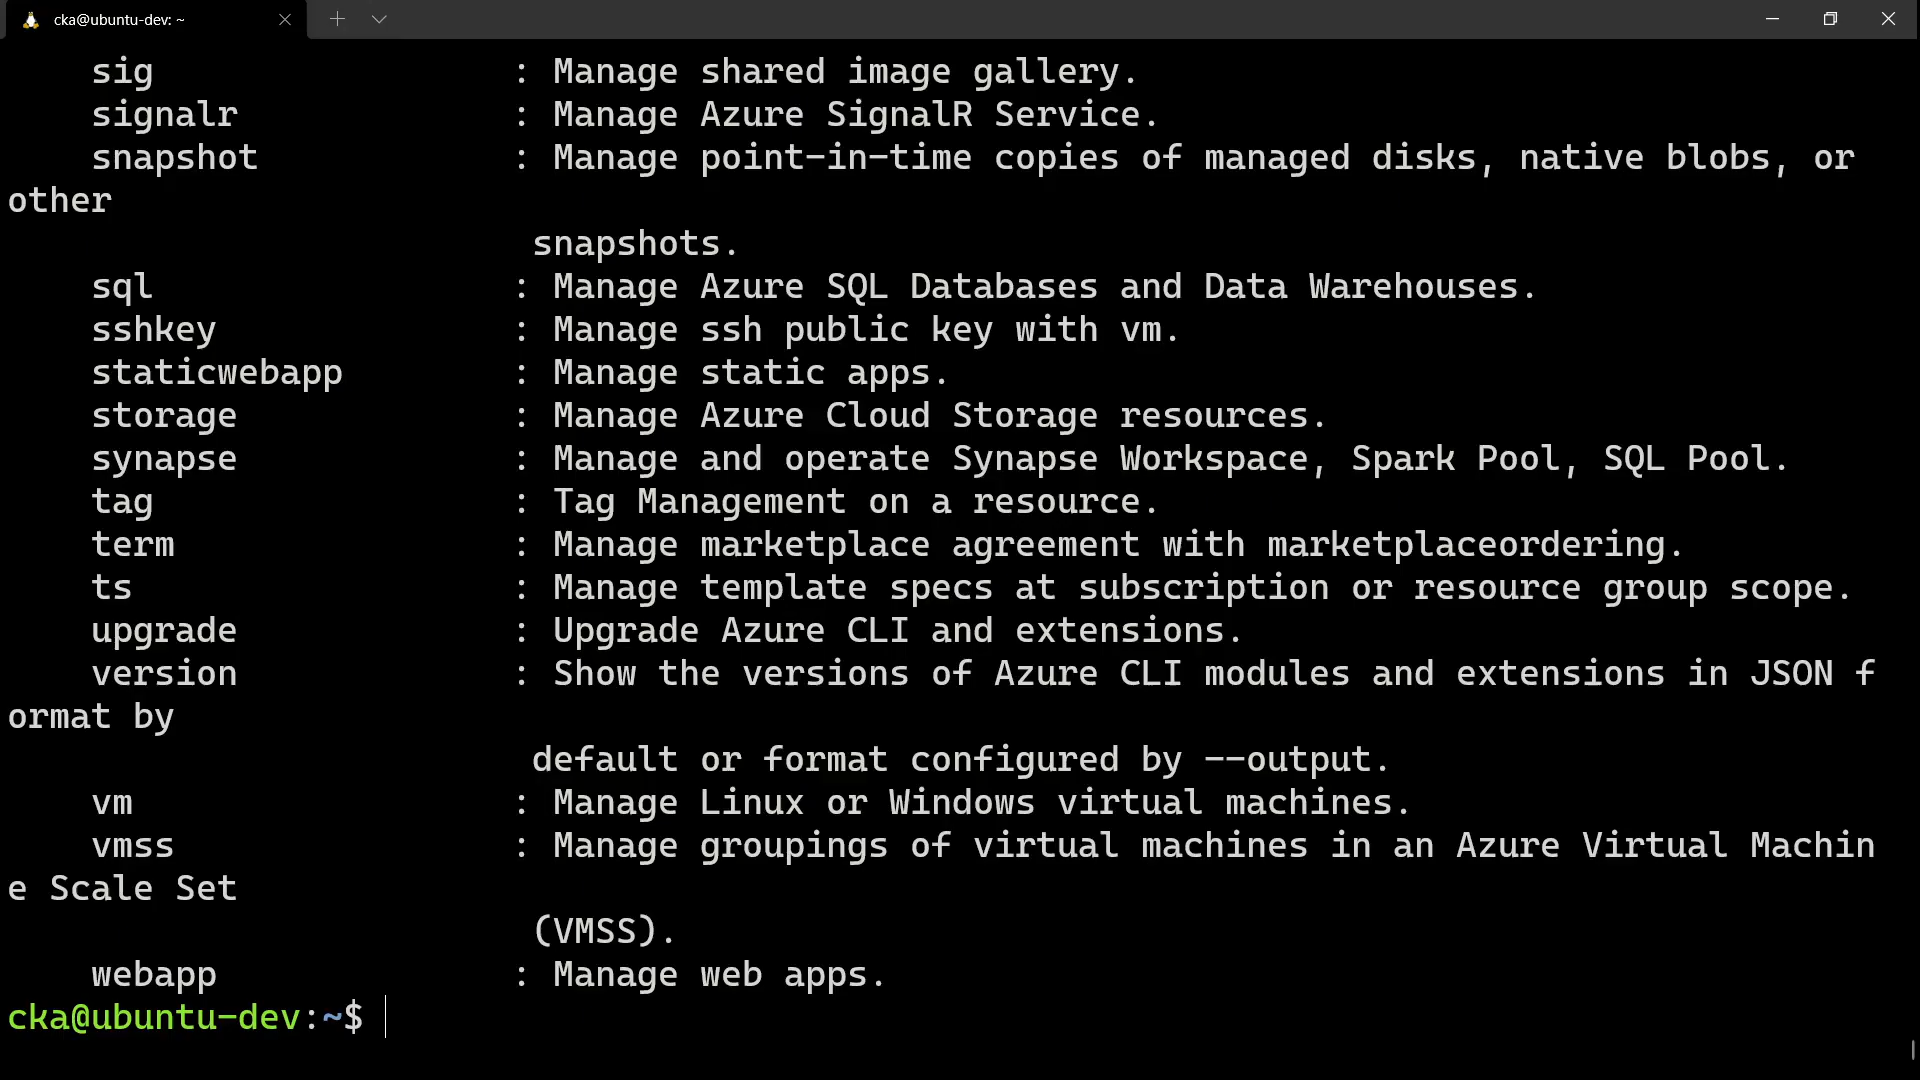 cka@ubuntu-dev: ~
sig : Manage shared image gallery.
signalr : Manage Azure SignalR Service.
snapshot : Manage point-in-time copies of managed disks, native blobs, or
other
snapshots.
sql : Manage Azure SQL Databases and Data Warehouses.
sshkey : Manage ssh public key with vm.
staticwebapp : Manage static apps.
storage : Manage Azure Cloud Storage resources.
synapse : Manage and operate Synapse Workspace, Spark Pool, SQL Pool.
tag : Tag Management on a resource.
term : Manage marketplace agreement with marketplaceordering.
ts : Manage template specs at subscription or resource group scope.
upgrade : Upgrade Azure CLI and extensions.
version : Show the versions of Azure CLI modules and extensions in JSON f
ormat by
default or format configured by --output.
vm : Manage Linux or Windows virtual machines.
vmss : Manage groupings of virtual machines in an Azure Virtual Machin
e Scale Set
(VMSS).
webapp : Manage web apps.
cka@ubuntu-dev:~$